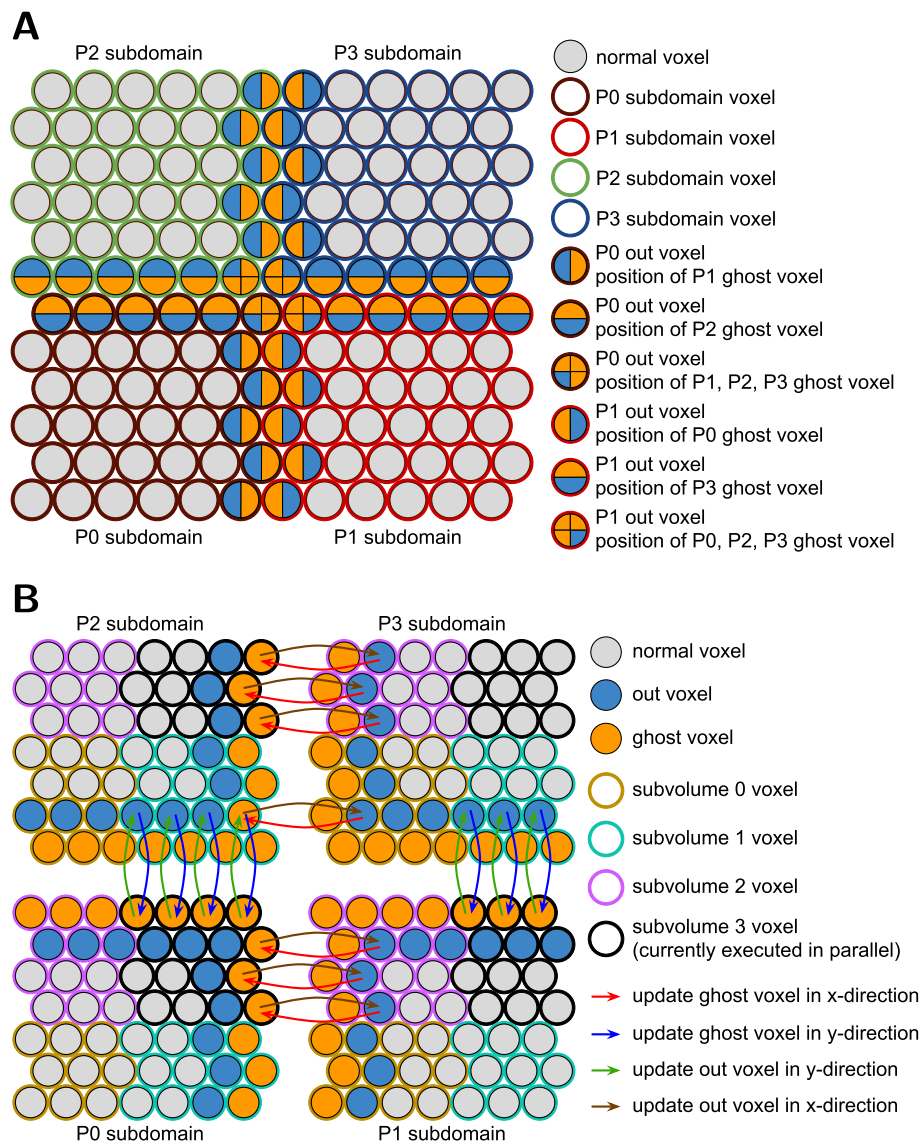 A
P2 subdomain
P3 subdomain
P0 subdomain
P1 subdomain
normal voxel
P0 subdomain voxel
P1 subdomain voxel
P2 subdomain voxel
P3 subdomain voxel
P0 out voxel
position of P1 ghost voxel
P0 out voxel
position of P2 ghost voxel
P0 out voxel
position of P1, P2, P3 ghost voxel
P1 out voxel
position of P0 ghost voxel
P1 out voxel
position of P3 ghost voxel
P1 out voxel
position of P0, P2, P3 ghost voxel
B
P2 subdomain
P3 subdomain
P0 subdomain
P1 subdomain
normal voxel
out voxel
ghost voxel
subvolume 0 voxel
subvolume 1 voxel
subvolume 2 voxel
subvolume 3 voxel
(currently executed in parallel)
update ghost voxel in x-direction
update ghost voxel in y-direction
update out voxel in y-direction
update out voxel in x-direction